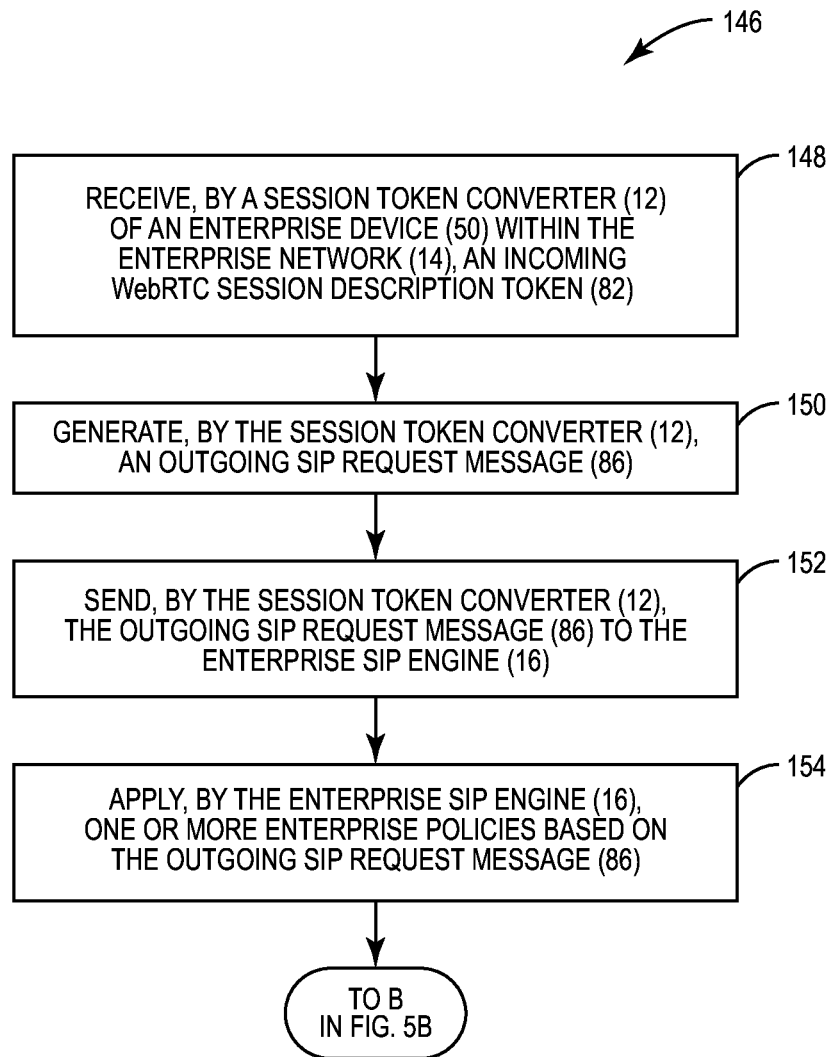 146
148
RECEIVE, BY A SESSION TOKEN CONVERTER (12)
OF AN ENTERPRISE DEVICE (50) WITHIN THE
ENTERPRISE NETWORK (14), AN INCOMING
WebRTC SESSION DESCRIPTION TOKEN (82)
150
GENERATE, BY THE SESSION TOKEN CONVERTER (12),
AN OUTGOING SIP REQUEST MESSAGE (86)
152
SEND, BY THE SESSION TOKEN CONVERTER (12),
THE OUTGOING SIP REQUEST MESSAGE (86) TO THE
ENTERPRISE SIP ENGINE (16)
154
APPLY, BY THE ENTERPRISE SIP ENGINE (16),
ONE OR MORE ENTERPRISE POLICIES BASED ON
THE OUTGOING SIP REQUEST MESSAGE (86)
TO B
IN FIG. 5B